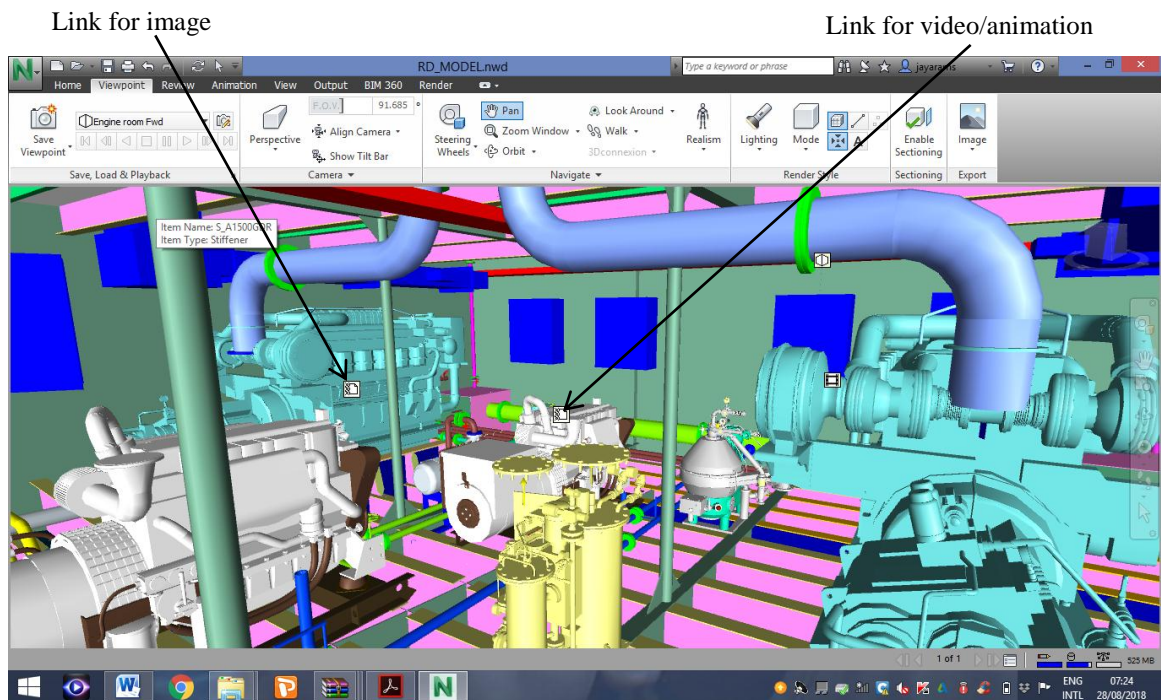 Link for image
Link for video/animation
RD_MODEL.nwd
Type a keyword or phrase
jayarams
Home Viewpoint Review Animation View Output BIM 360 Render
Engine room Fwd
Save Viewpoint
Save, Load & Playback
Perspective
F.O.V. 91.685 °
Align Camera
Show Tilt Bar
Camera
Steering Wheels
Pan
Zoom Window
Orbit
Look Around
Walk
3Dconnexion
Navigate
Realism
Lighting
Mode
A
Render Style
Enable Sectioning
Sectioning
Image
Export
Item Name: S_A1500GDR
Item Type: Stiffener
1 of 1
525 MB
ENG
INTL
07:24
28/08/2018